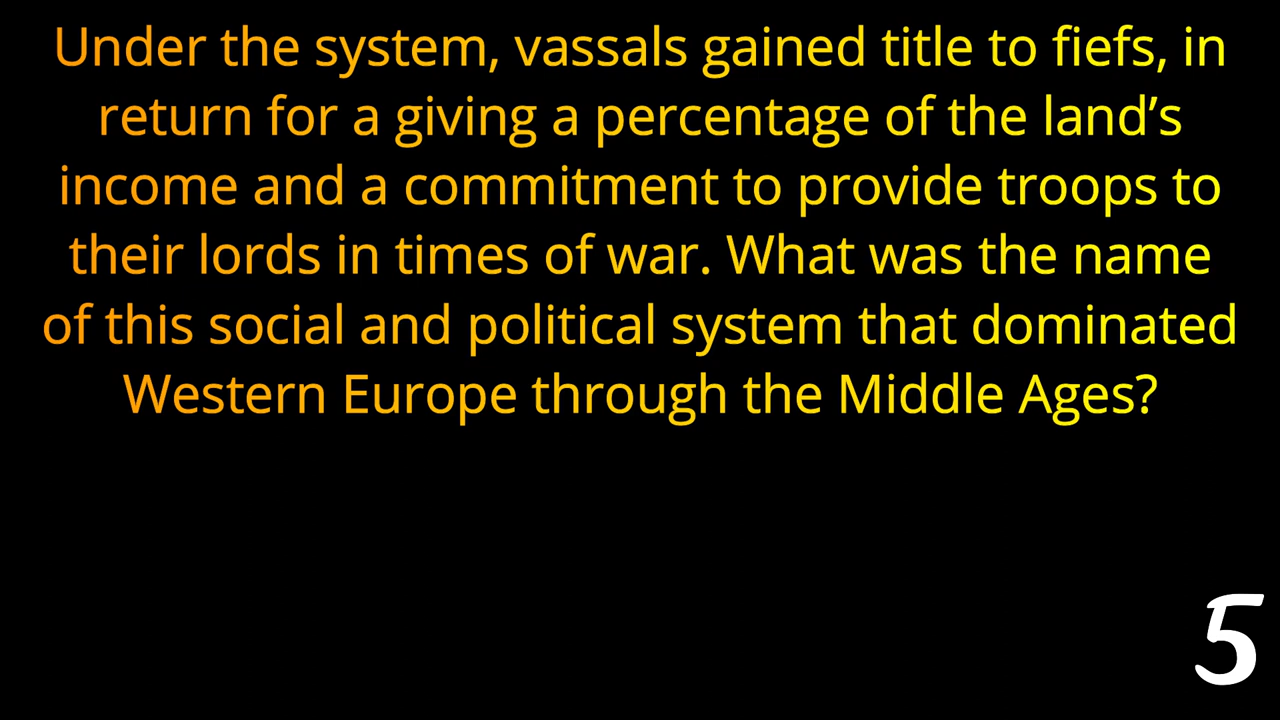 Under the system, vassals gained title to fiefs, in
return for a giving a percentage of the land’s
income and a commitment to provide troops to
their lords in times of war. What was the name
of this social and political system that dominated
Western Europe through the Middle Ages?
5